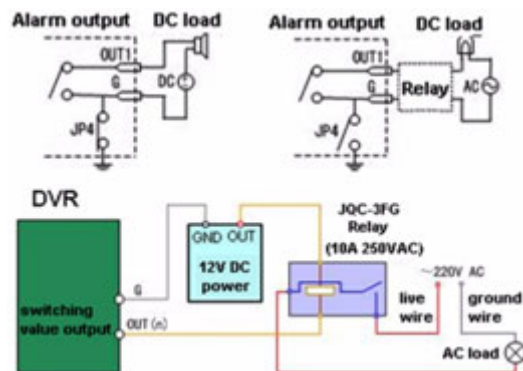 Alarm output
DC load
OUT1
G
DC
JP4
Alarm output
DC load
OUT1
G
Relay
AC
JP4
DVR
switching
value output
G
OUT (n)
GND OUT
12V DC
power
JQC-3FG
Relay
(10A 250VAC)
~220V AC
live
wire
ground
wire
AC load